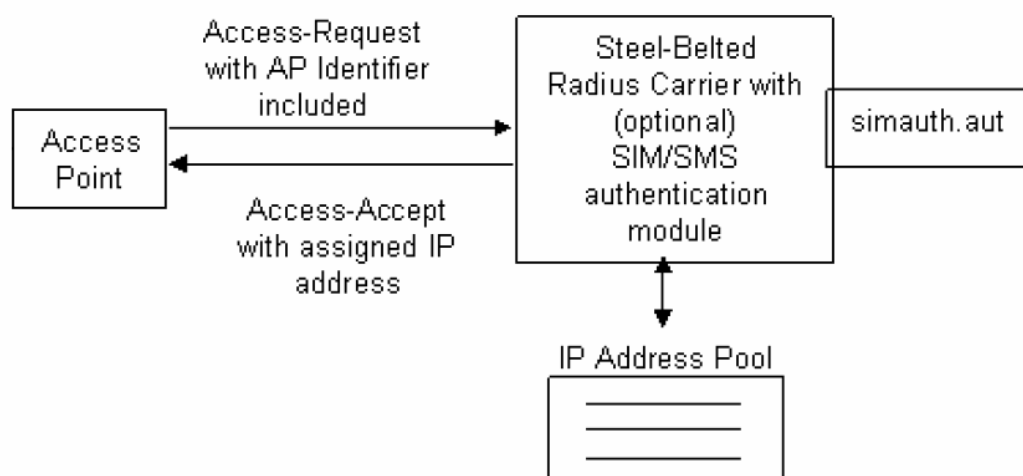 Access-Request
with AP Identifier
included
Access
Point
Access-Accept
with assigned IP
address
Steel-Belted
Radius Carrier with
(optional)
SIM/SMS
authentication
module
simauth.aut
IP Address Pool